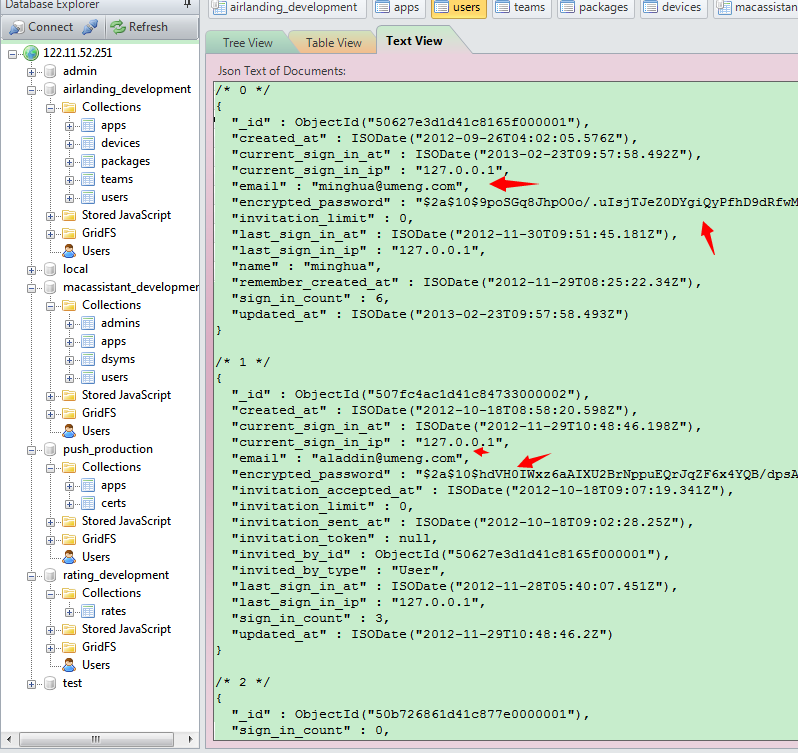 Database Explorer
airlanding_development apps users teams packages devices macassistant
Connect Refresh
Tree View Table View Text View
122.11.52.251
admin
airlanding_development
Collections
apps
devices
packages
teams
users
Stored JavaScript
GridFS
Users
local
macassistant_developmen
Collections
admins
apps
dsyms
users
Stored JavaScript
GridFS
Users
push_production
Collections
apps
certs
Stored JavaScript
GridFS
Users
rating_development
Collections
rates
Stored JavaScript
GridFS
Users
test
Json Text of Documents:
/* 0 */
{
"_id" : ObjectId("50627e3d1d41c8165f000001"),
"created_at" : ISODate("2012-09-26T04:02:05.576Z"),
"current_sign_in_at" : ISODate("2013-02-23T09:57:58.492Z"),
"current_sign_in_ip" : "127.0.0.1",
"email" : "minghua@umeng.com",
"encrypted_password" : "$2a$10$9poSGq8JhpO0o/.uIsjTJeZ0DYgiQyPfhD9dRfwM
"invitation_limit" : 0,
"last_sign_in_at" : ISODate("2012-11-30T09:51:45.181Z"),
"last_sign_in_ip" : "127.0.0.1",
"name" : "minghua",
"remember_created_at" : ISODate("2012-11-29T08:25:22.34Z"),
"sign_in_count" : 6,
"updated_at" : ISODate("2013-02-23T09:57:58.493Z")
}
/* 1 */
{
"_id" : ObjectId("507fc4ac1d41c84733000002"),
"created_at" : ISODate("2012-10-18T08:58:20.598Z"),
"current_sign_in_at" : ISODate("2012-11-29T10:48:46.198Z"),
"current_sign_in_ip" : "127.0.0.1",
"email" : "aladdin@umeng.com",
"encrypted_password" : "$2a$10$hdVH0IWxz6aAIXU2BrNppuEQrJqZF6x4YQB/dpsA
"invitation_accepted_at" : ISODate("2012-10-18T09:07:19.341Z"),
"invitation_limit" : 0,
"invitation_sent_at" : ISODate("2012-10-18T09:02:28.25Z"),
"invitation_token" : null,
"invited_by_id" : ObjectId("50627e3d1d41c8165f000001"),
"invited_by_type" : "User",
"last_sign_in_at" : ISODate("2012-11-28T05:40:07.451Z"),
"last_sign_in_ip" : "127.0.0.1",
"sign_in_count" : 3,
"updated_at" : ISODate("2012-11-29T10:48:46.2Z")
}
/* 2 */
{
"_id" : ObjectId("50b726861d41c877e0000001"),
"sign_in_count" : 0,